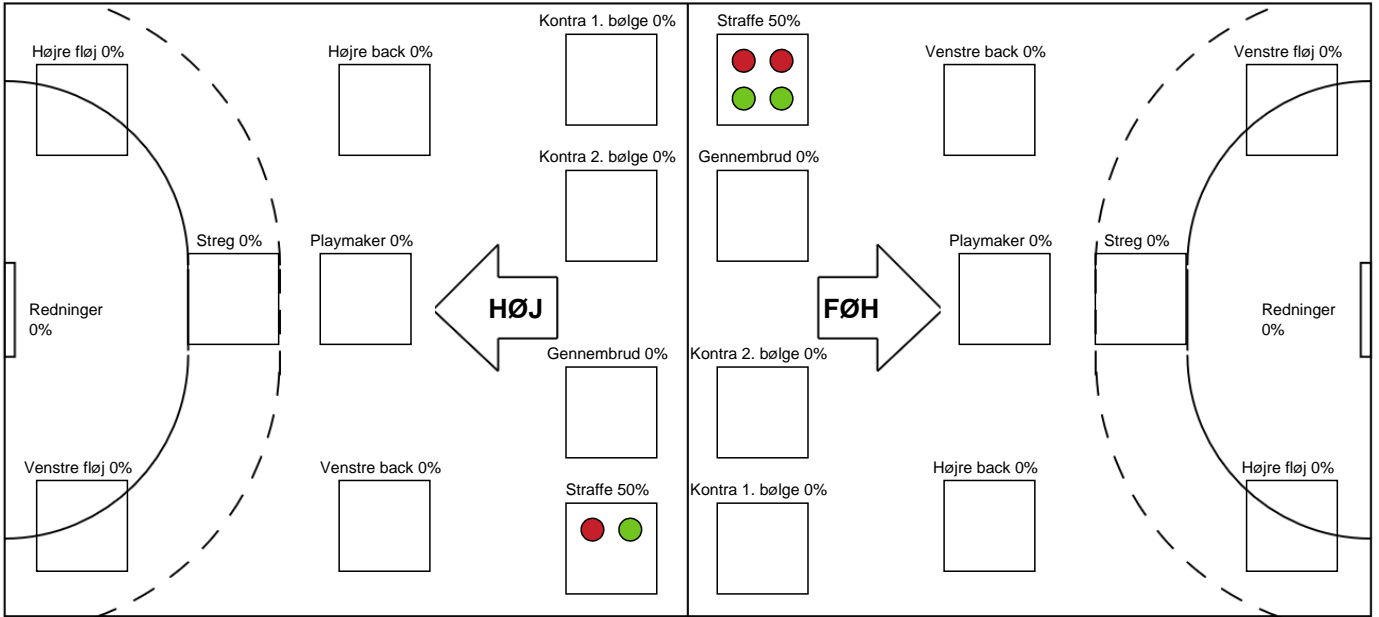 Kontra 1. bølge 0%
Straffe 50%
Højre fløj 0%
Højre back 0%
Venstre back 0%
Venstre fløj 0%
Kontra 2. bølge 0%
Gennembrud 0%
Streg 0%
Playmaker 0%
Playmaker 0%
Streg 0%
Redninger
0%
HØJ
FØH
Redninger
0%
Gennembrud 0%
Kontra 2. bølge 0%
Venstre fløj 0%
Venstre back 0%
Højre back 0%
Højre fløj 0%
Straffe 50%
Kontra 1. bølge 0%